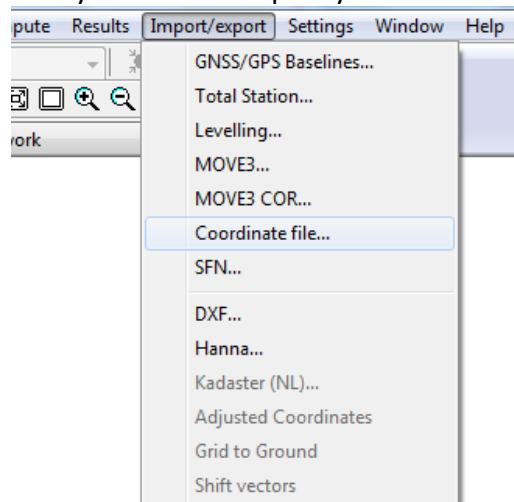 pute Results Import/export Settings Window Help
GNSS/GPS Baselines...
Total Station...
ork
Levelling...
MOVE3...
MOVE3 COR...
Coordinate file...
SFN...
DXF...
Hanna...
Kadaster (NL)...
Adjusted Coordinates
Grid to Ground
Shift vectors